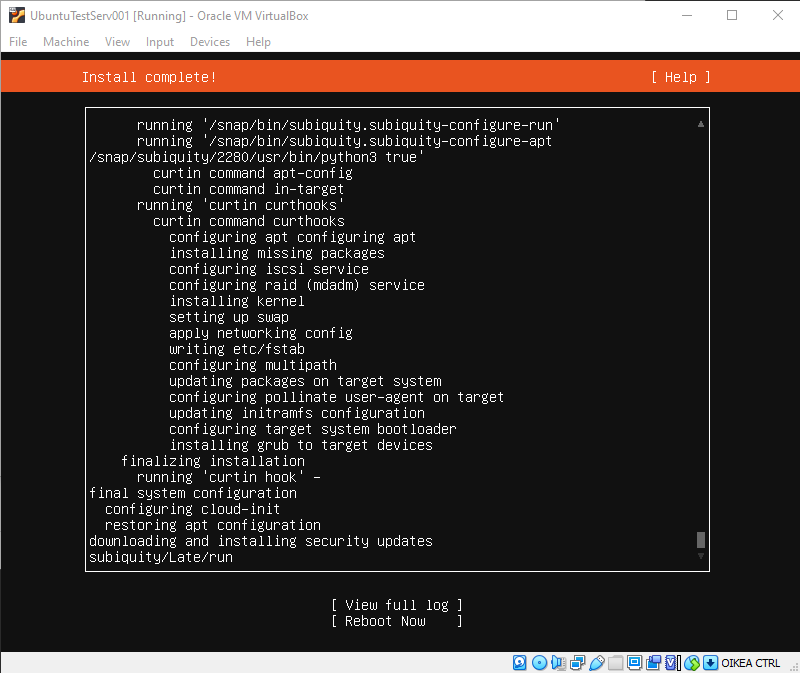 UbuntuTestServ001 [Running] - Oracle VM VirtualBox
File Machine View Input Devices Help
Install complete! [ Help ]
running '/snap/bin/subiquity.subiquity-configure-run'
running '/snap/bin/subiquity.subiquity-configure-apt
/snap/subiquity/2280/usr/bin/python3 true'
curtin command apt-config
curtin command in-target
running 'curtin curthooks'
curtin command curthooks
configuring apt configuring apt
installing missing packages
configuring iscsi service
configuring raid (mdadm) service
installing kernel
setting up swap
apply networking config
writing etc/fstab
configuring multipath
updating packages on target system
configuring pollinate user-agent on target
updating initramfs configuration
configuring target system bootloader
installing grub to target devices
finalizing installation
running 'curtin hook' -
final system configuration
configuring cloud-init
restoring apt configuration
downloading and installing security updates
subiquity/Late/run
[ View full log ]
[ Reboot Now ]
OIKEA CTRL